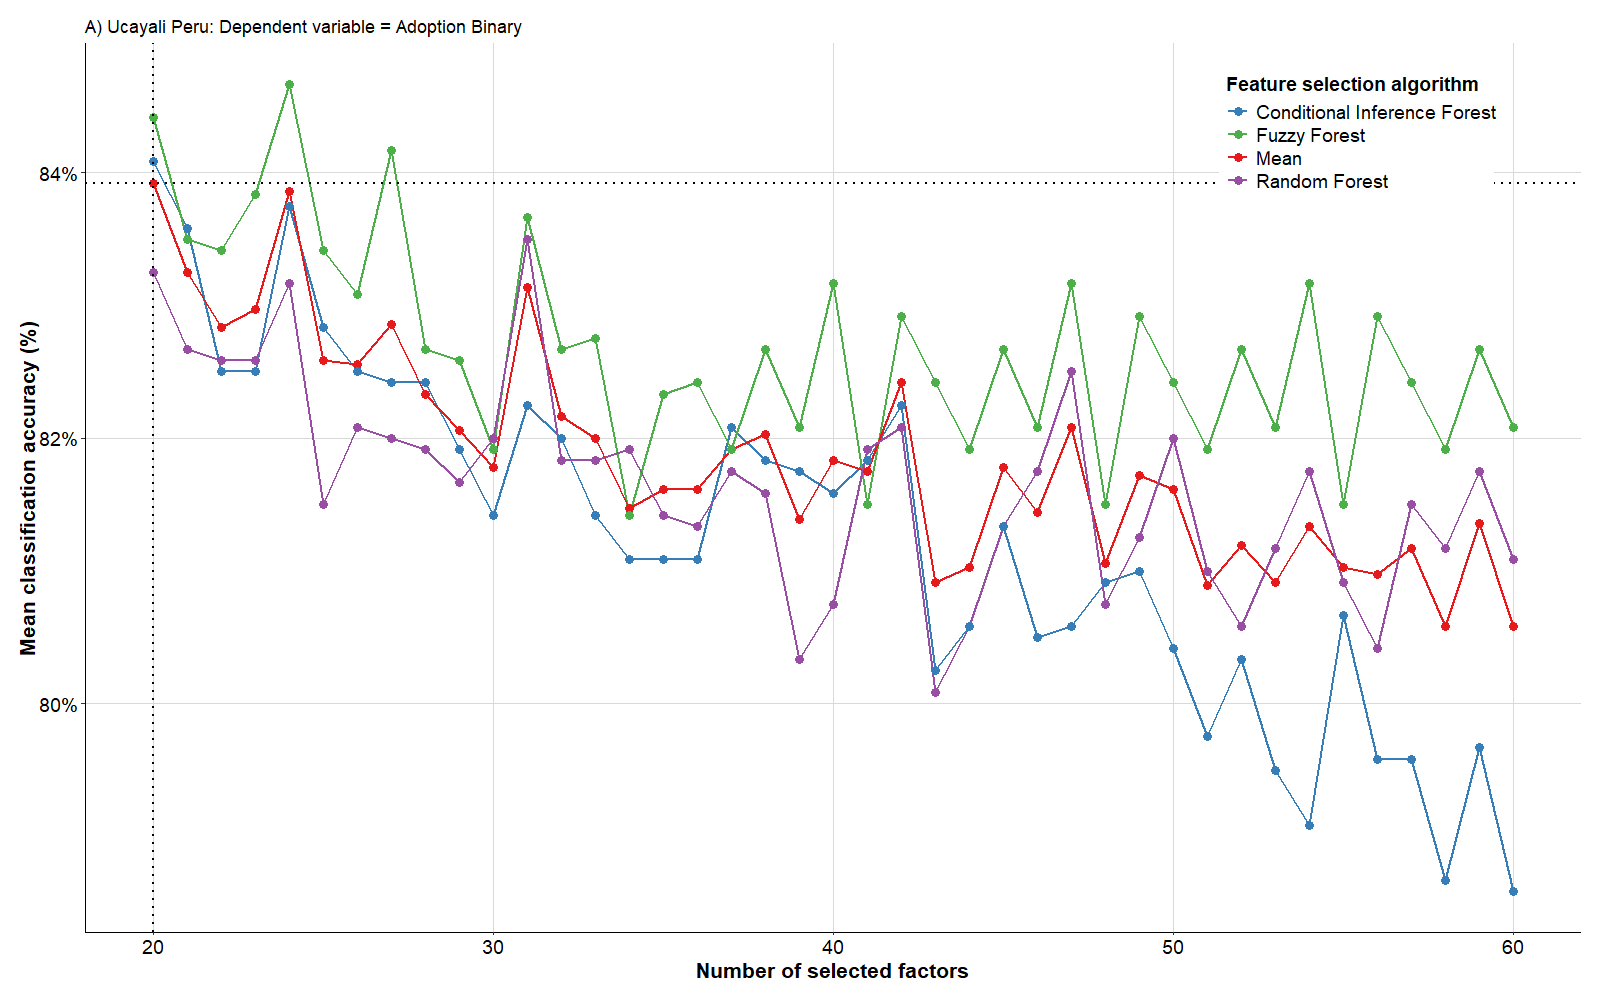 A) Ucayali Peru: Dependent variable = Adoption Binary
Feature selection algorithm
Conditional Inference Forest
Fuzzy Forest
Mean
Random Forest
Mean classification accuracy (%)
84%
82%
80%
20 30 40 50 60
Number of selected factors